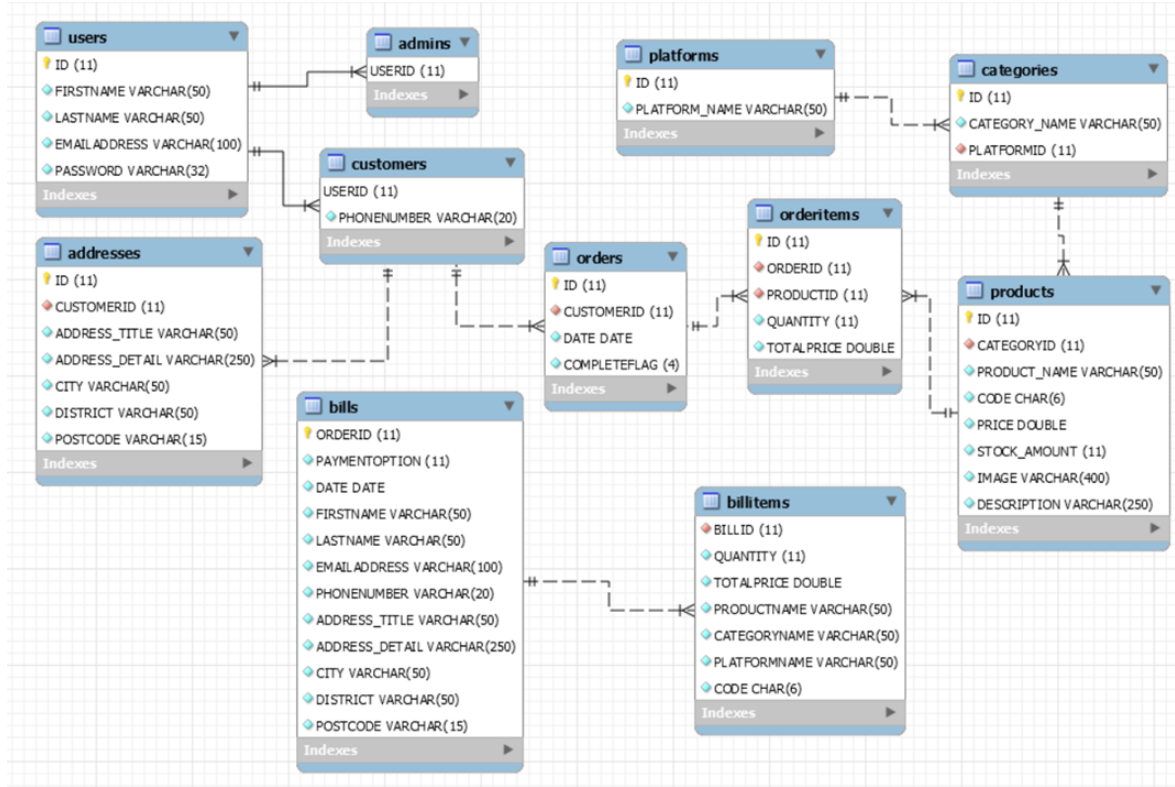 users
ID (11)
FIRSTNAME VARCHAR(50)
LASTNAME VARCHAR(50)
EMAILADDRESS VARCHAR(100)
PASSWORD VARCHAR(32)
Indexes
admins
USERID (11)
Indexes
customers
USERID (11)
PHONENUMBER VARCHAR(20)
Indexes
platforms
ID (11)
PLATFORM_NAME VARCHAR(50)
Indexes
categories
ID (11)
CATEGORY_NAME VARCHAR(50)
PLATFORMID (11)
Indexes
addresses
ID (11)
CUSTOMERID (11)
ADDRESS_TITLE VARCHAR(50)
ADDRESS_DETAIL VARCHAR(250)
CITY VARCHAR(50)
DISTRICT VARCHAR(50)
POSTCODE VARCHAR(15)
Indexes
orders
ID (11)
CUSTOMERID (11)
DATE DATE
COMPLETEFLAG (4)
Indexes
orderitems
ID (11)
ORDERID (11)
PRODUCTID (11)
QUANTITY (11)
TOTALPRICE DOUBLE
Indexes
products
ID (11)
CATEGORYID (11)
PRODUCT_NAME VARCHAR(50)
CODE CHAR(6)
PRICE DOUBLE
STOCK_AMOUNT (11)
IMAGE VARCHAR(400)
DESCRIPTION VARCHAR(250)
Indexes
bills
ORDERID (11)
PAYMENTOPTION (11)
DATE DATE
FIRSTNAME VARCHAR(50)
LASTNAME VARCHAR(50)
EMAILADDRESS VARCHAR(100)
PHONENUMBER VARCHAR(20)
ADDRESS_TITLE VARCHAR(50)
ADDRESS_DETAIL VARCHAR(250)
CITY VARCHAR(50)
DISTRICT VARCHAR(50)
POSTCODE VARCHAR(15)
Indexes
billitems
BILLID (11)
QUANTITY (11)
TOTALPRICE DOUBLE
PRODUCTNAME VARCHAR(50)
CATEGORYNAME VARCHAR(50)
PLATFORMNAME VARCHAR(50)
CODE CHAR(6)
Indexes